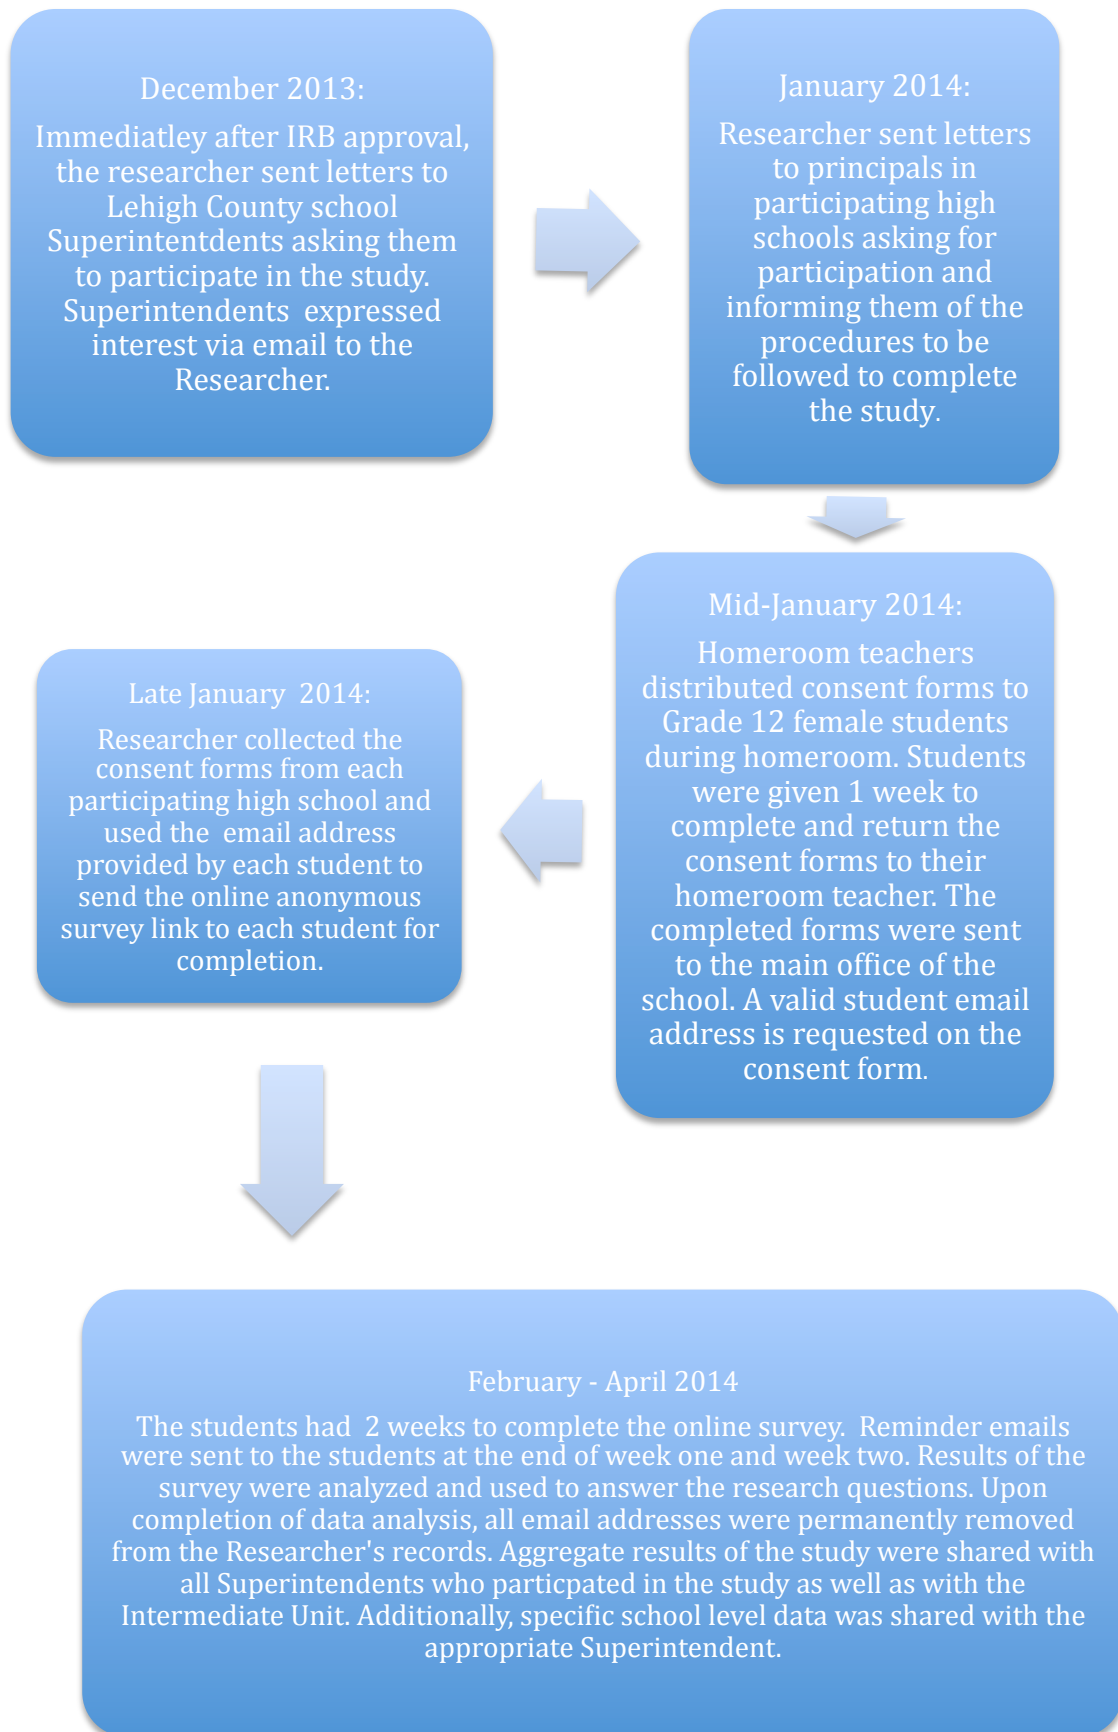 December 2013:
Immediatley after IRB approval,
the researcher sent letters to
Lehigh County school
Superintentdents asking them
to participate in the study.
Superintendents  expressed
interest via email to the
Researcher.
January 2014:
Researcher sent letters
to principals in
participating high
schools asking for
participation and
informing them of the
procedures to be
followed to complete
the study.
Mid-January 2014:
Homeroom teachers
distributed consent forms to
Grade 12 female students
during homeroom. Students
were given 1 week to
complete and return the
consent forms to their
homeroom teacher. The
completed forms were sent
to the main office of the
school. A valid student email
address is requested on the
consent form.
Late January  2014:
Researcher collected the
consent forms from each
participating high school and
used the  email address
provided by each student to
send the online anonymous
survey link to each student for
completion.
February - April 2014
The students had  2 weeks to complete the online survey.  Reminder emails
were sent to the students at the end of week one and week two. Results of the
survey were analyzed and used to answer the research questions. Upon
completion of data analysis, all email addresses were permanently removed
from the Researcher's records. Aggregate results of the study were shared with
all Superintendents who particpated in the study as well as with the
Intermediate Unit. Additionally, specific school level data was shared with the
appropriate Superintendent.